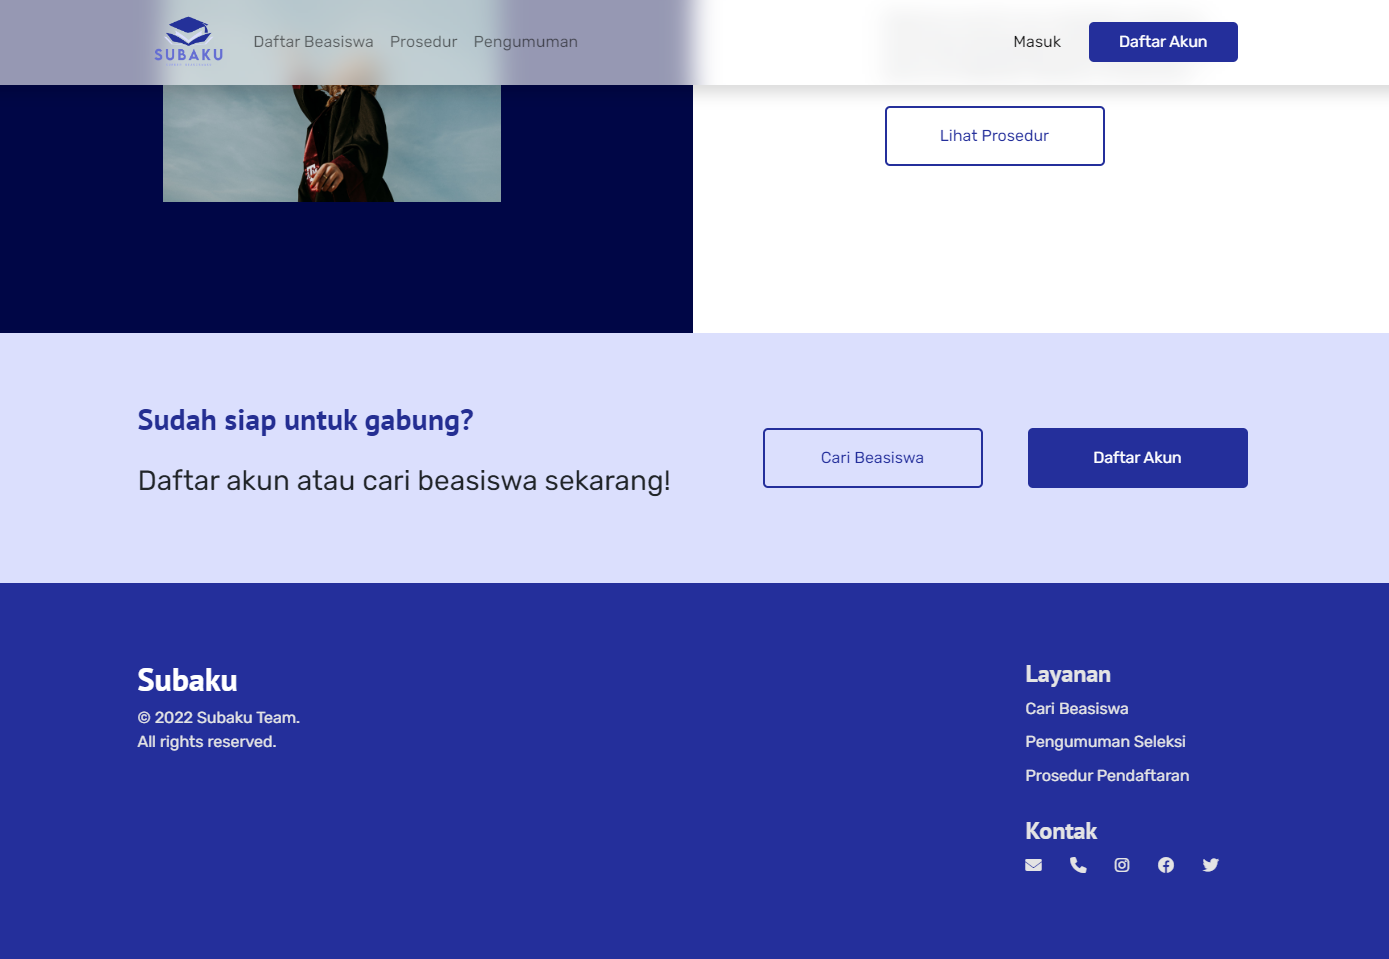 SUBAKU
Daftar Beasiswa
Prosedur
Pengumuman
Masuk
Daftar Akun
Lihat Prosedur
Sudah siap untuk gabung?
Daftar akun atau cari beasiswa sekarang!
Cari Beasiswa
Daftar Akun
Subaku
© 2022 Subaku Team.
All rights reserved.
Layanan
Cari Beasiswa
Pengumuman Seleksi
Prosedur Pendaftaran
Kontak